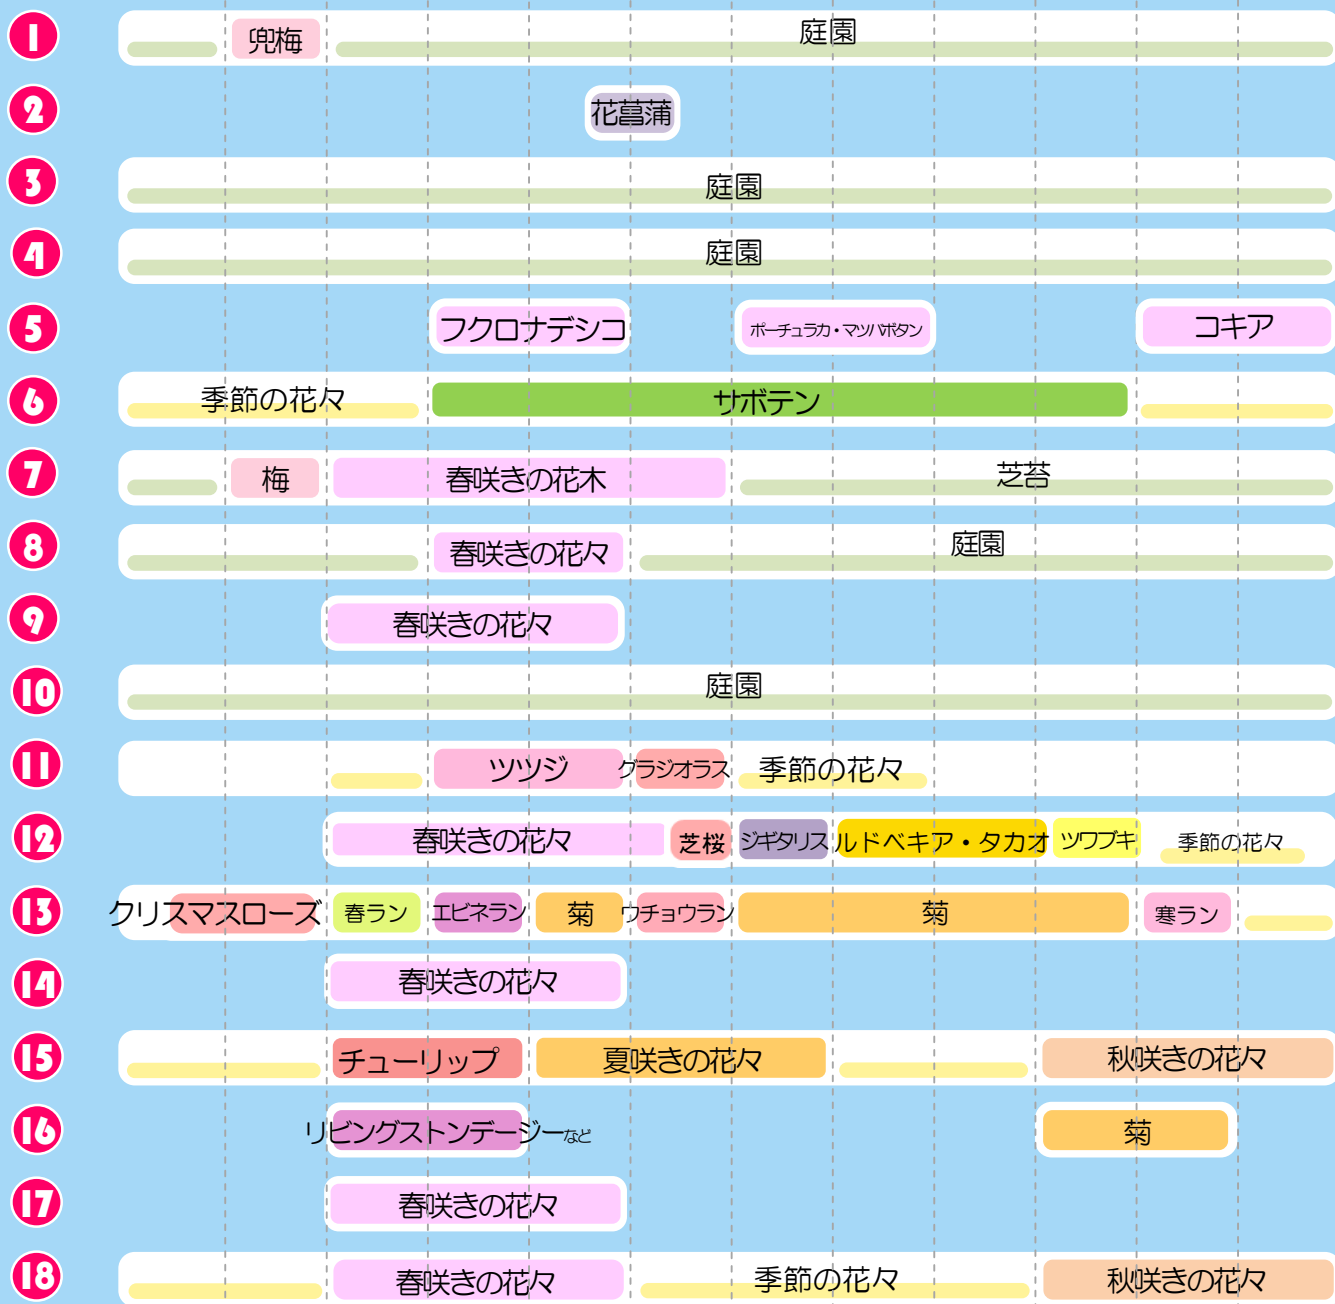 1 兜梅 庭園
2 花菖蒲
3 庭園
4 庭園
5 フクロナデシコ ポーチュラカ・マツバボタン コキア
6 季節の花々 サボテン
7 梅 春咲きの花木 芝苔
8 春咲きの花々 庭園
9 春咲きの花々
10 庭園
11 ツツジ グラジオラス 季節の花々
12 春咲きの花々 芝桜 ジギタリス ルドベキア・タカオ ツワブキ 季節の花々
13 クリスマスローズ 春ラン エビネラン 菊 ウチョウラン 菊 寒ラン
14 春咲きの花々
15 チューリップ 夏咲きの花々 秋咲きの花々
16 リビングストンデージーなど 菊
17 春咲きの花々
18 春咲きの花々 季節の花々 秋咲きの花々